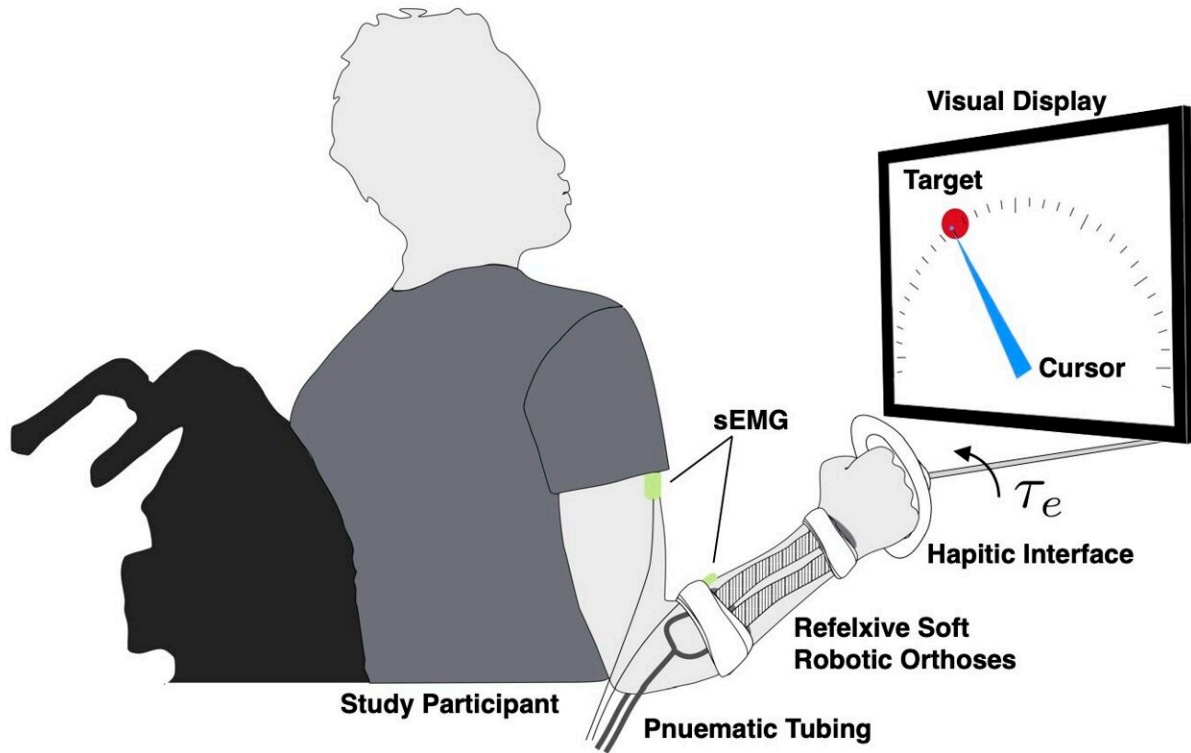 Visual Display
Target
Cursor
sEMG
τe
Hapitic Interface
Refelxive Soft
Robotic Orthoses
Study Participant
Pnuematic Tubing